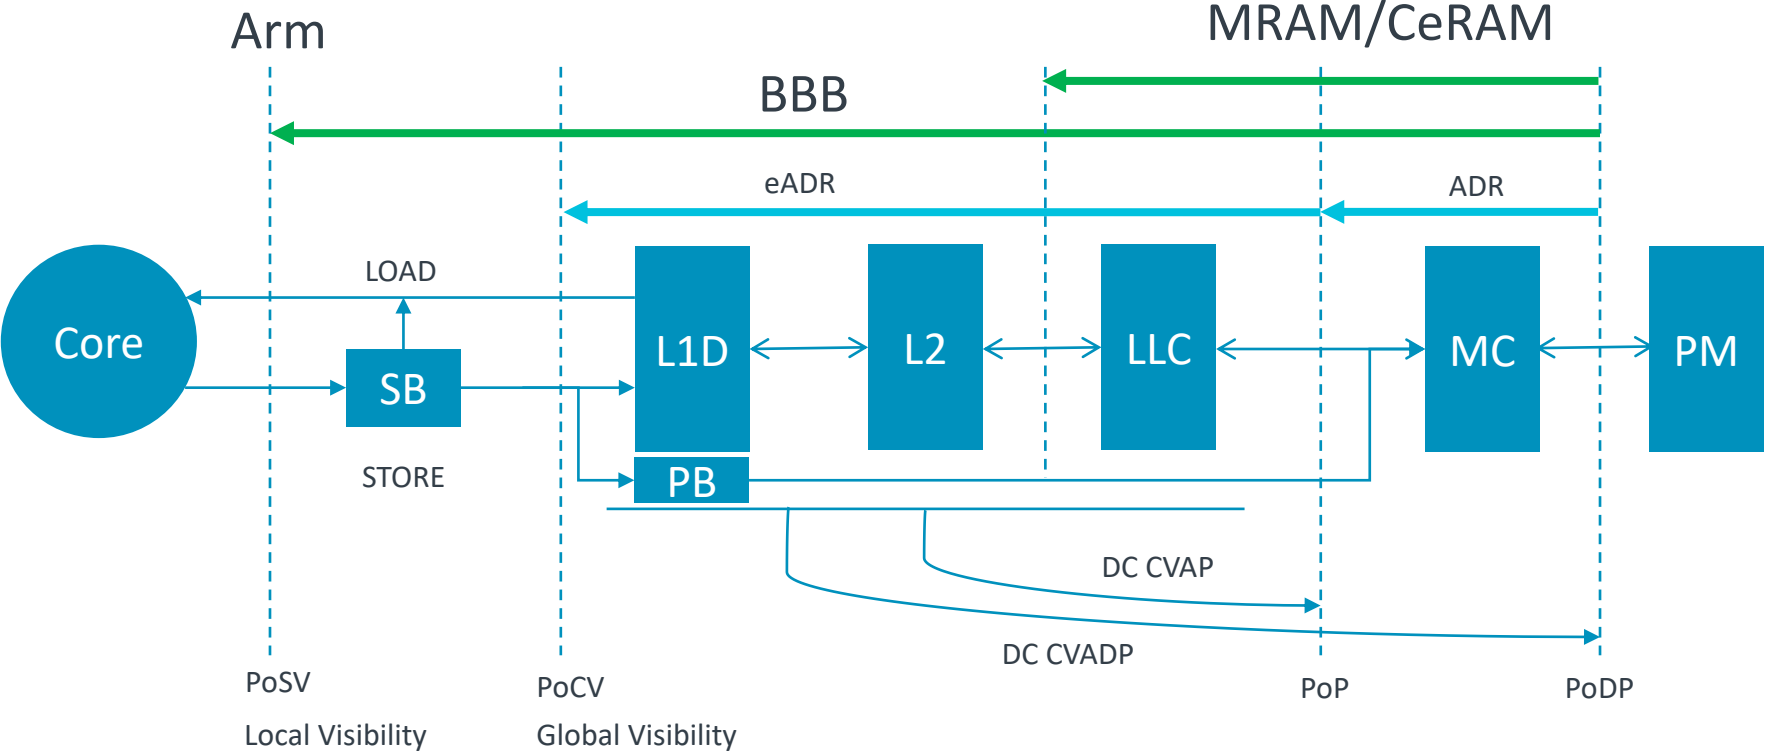 Arm
MRAM/CeRAM
BBB
eADR
ADR
LOAD
Core
SB
L1D
L2
LLC
MC
PM
STORE
PB
DC CVAP
DC CVADP
PoSV
PoCV
PoP
PoDP
Local Visibility
Global Visibility